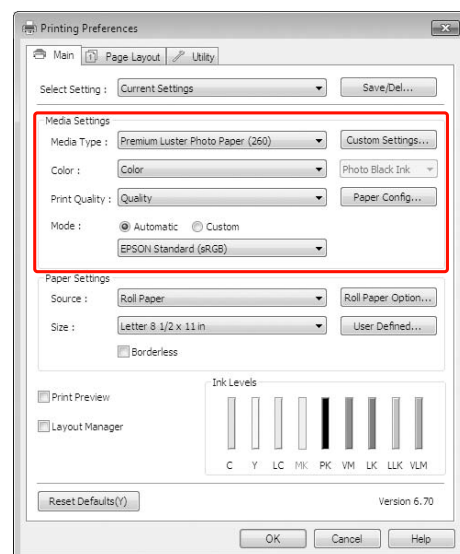 Printing Preferences
Main Page Layout Utility
Select Setting : Current Settings Save/Del...
Media Settings
Media Type : Premium Luster Photo Paper (260) Custom Settings...
Color : Color Photo Black Ink
Print Quality : Quality Paper Config...
Mode : Automatic Custom
EPSON Standard (sRGB)
Paper Settings
Source : Roll Paper Roll Paper Option...
Size : Letter 8 1/2 x 11 in User Defined...
Borderless
Ink Levels
Print Preview
Layout Manager
C Y LC MK PK VM LK LLK VLM
Reset Defaults(Y) Version 6.70
OK Cancel Help